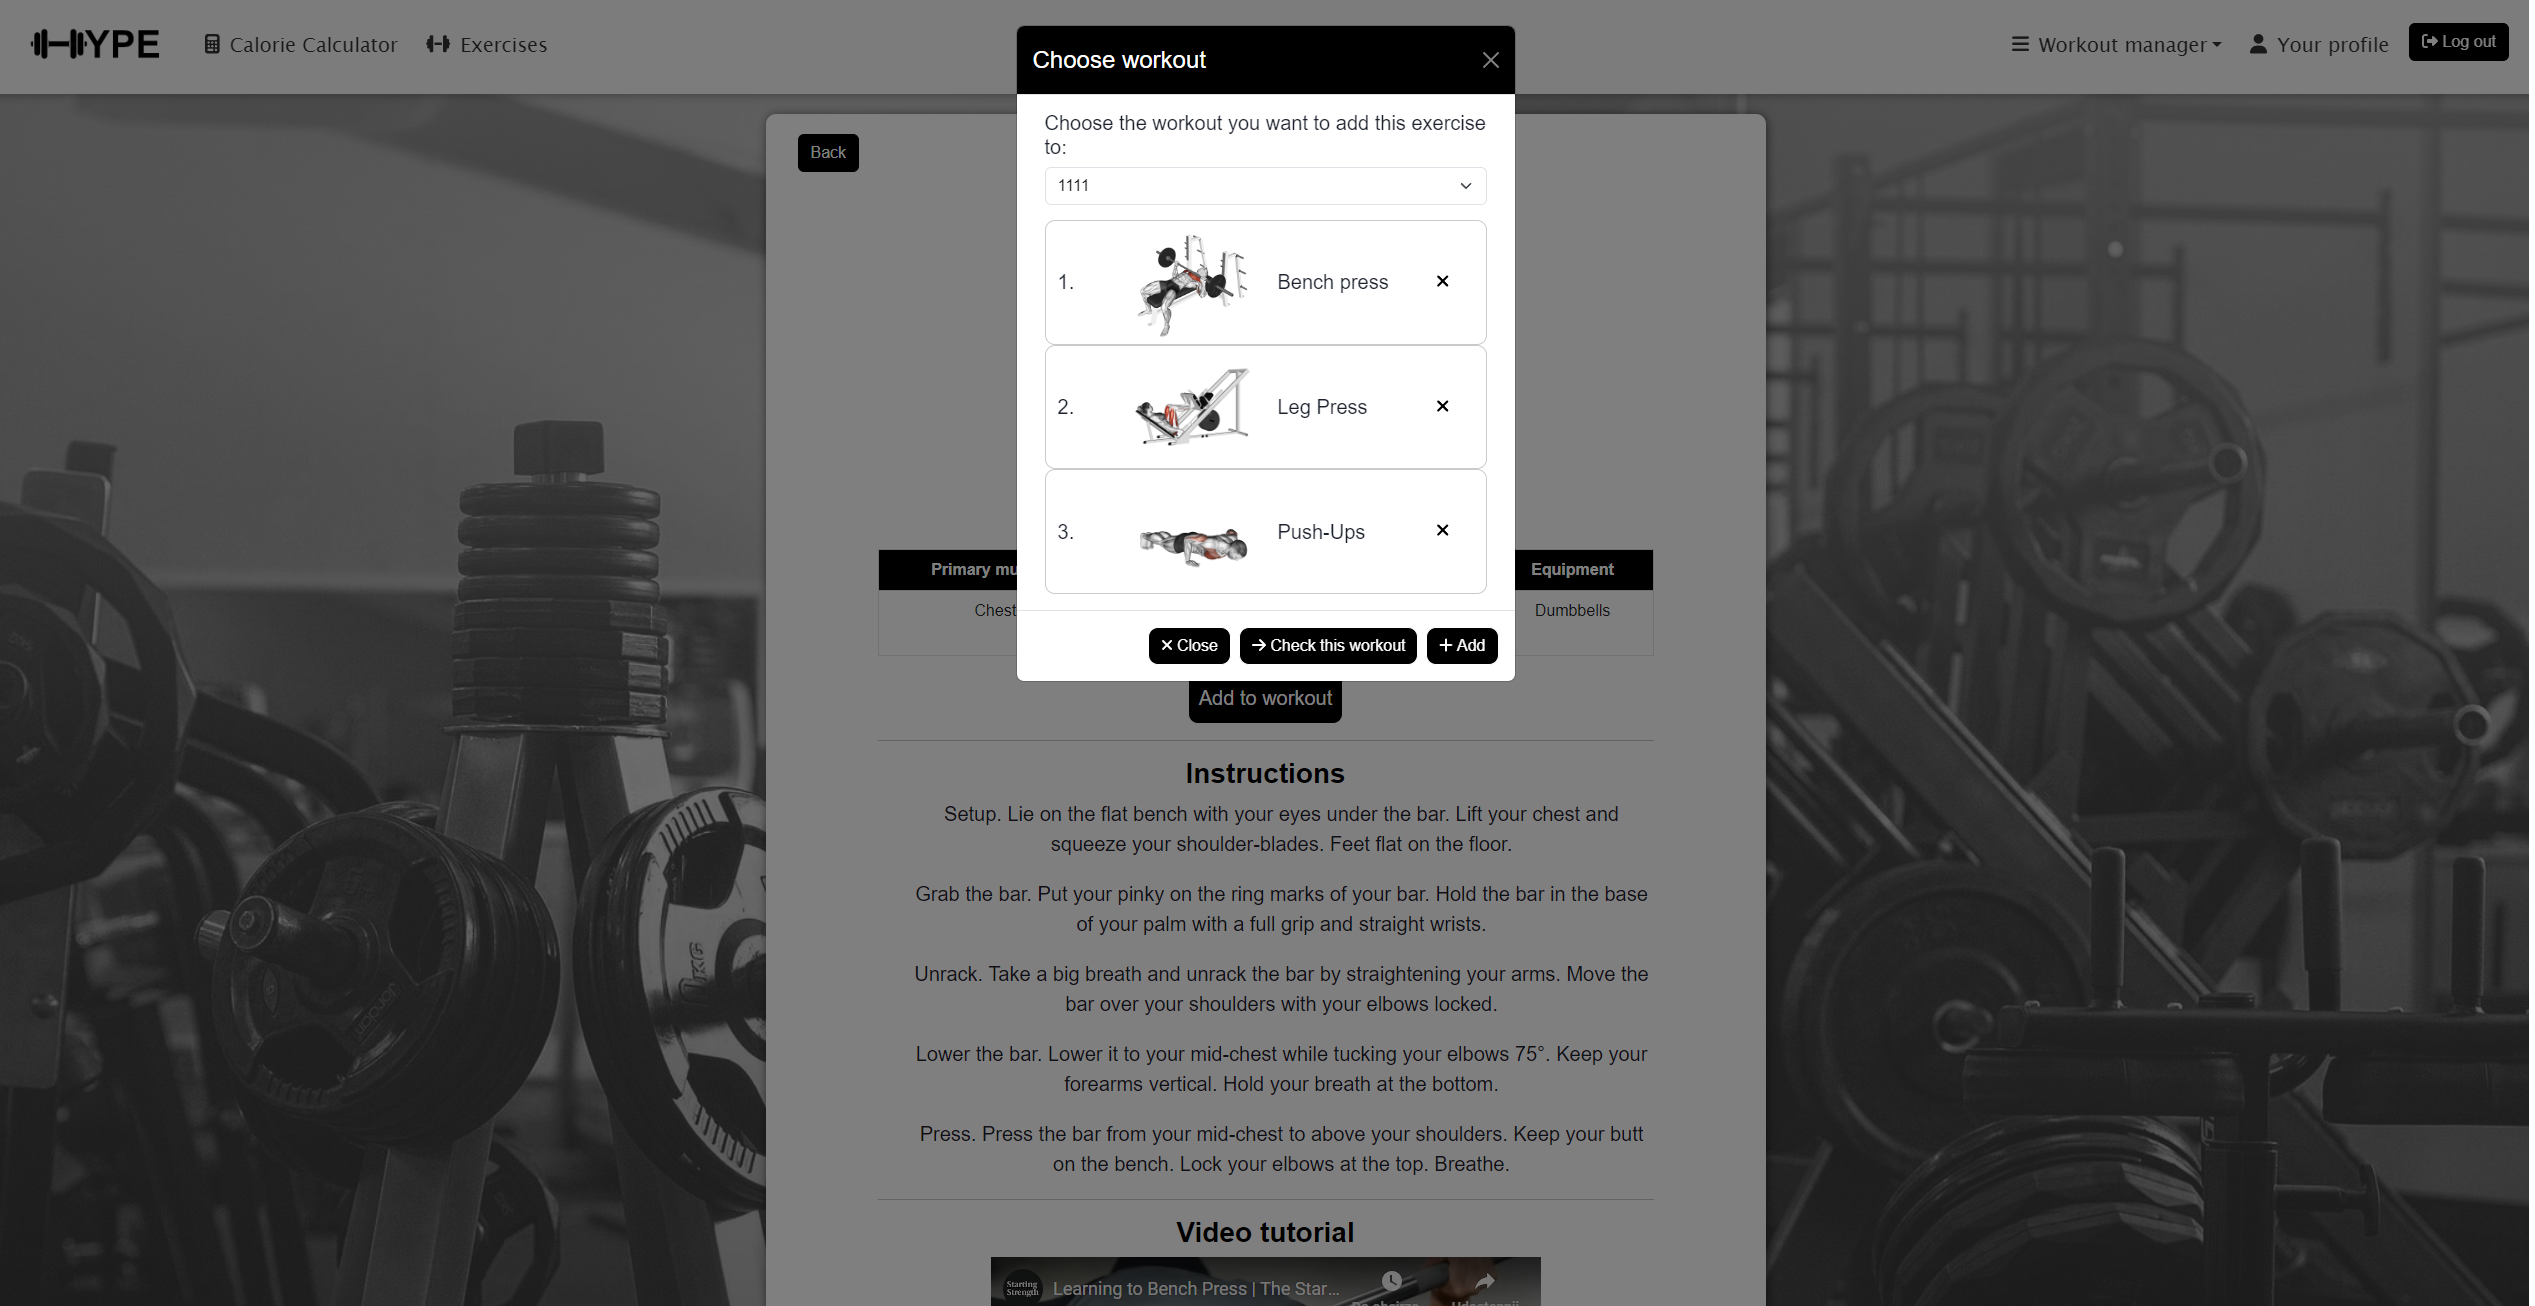 HYPE
Calorie Calculator
Exercises
Workout manager
Your profile
Log out
Choose workout
Choose the workout you want to add this exercise
to:
1111
1.
Bench press
2.
Leg Press
3.
Push-Ups
Close
Check this workout
Add
Back
Primary mu
Equipment
Chest
Dumbbells
Add to workout
Instructions
Setup. Lie on the flat bench with your eyes under the bar. Lift your chest and
squeeze your shoulder-blades. Feet flat on the floor.
Grab the bar. Put your pinky on the ring marks of your bar. Hold the bar in the base
of your palm with a full grip and straight wrists.
Unrack. Take a big breath and unrack the bar by straightening your arms. Move the
bar over your shoulders with your elbows locked.
Lower the bar. Lower it to your mid-chest while tucking your elbows 75°. Keep your
forearms vertical. Hold your breath at the bottom.
Press. Press the bar from your mid-chest to above your shoulders. Keep your butt
on the bench. Lock your elbows at the top. Breathe.
Video tutorial
Starting
Strength
Learning to Bench Press | The Star...